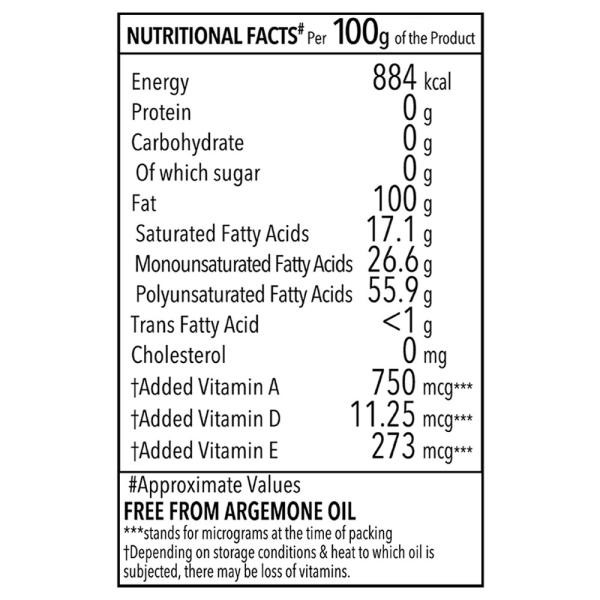 NUTRITIONAL FACTS# Per 100g of the Product
Energy 884 kcal
Protein 0 g
Carbohydrate 0 g
Of which sugar 0 g
Fat 100 g
Saturated Fatty Acids 17.1 g
Monounsaturated Fatty Acids 26.6 g
Polyunsaturated Fatty Acids 55.9 g
Trans Fatty Acid <1 g
Cholesterol 0 mg
†Added Vitamin A 750 mcg***
†Added Vitamin D 11.25 mcg***
†Added Vitamin E 273 mcg***
#Approximate Values
FREE FROM ARGEMONE OIL
***stands for micrograms at the time of packing
†Depending on storage conditions & heat to which oil is
subjected, there may be loss of vitamins.